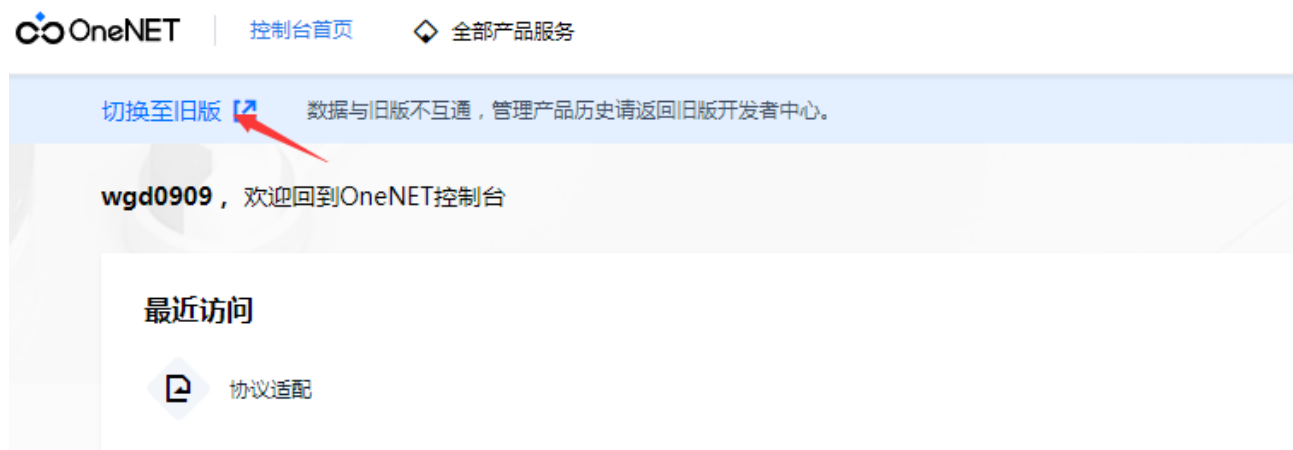 OneNET 控制台首页 全部产品服务
切换至旧版 数据与旧版不互通，管理产品历史请返回旧版开发者中心。
wgd0909，欢迎回到OneNET控制台
最近访问
协议适配